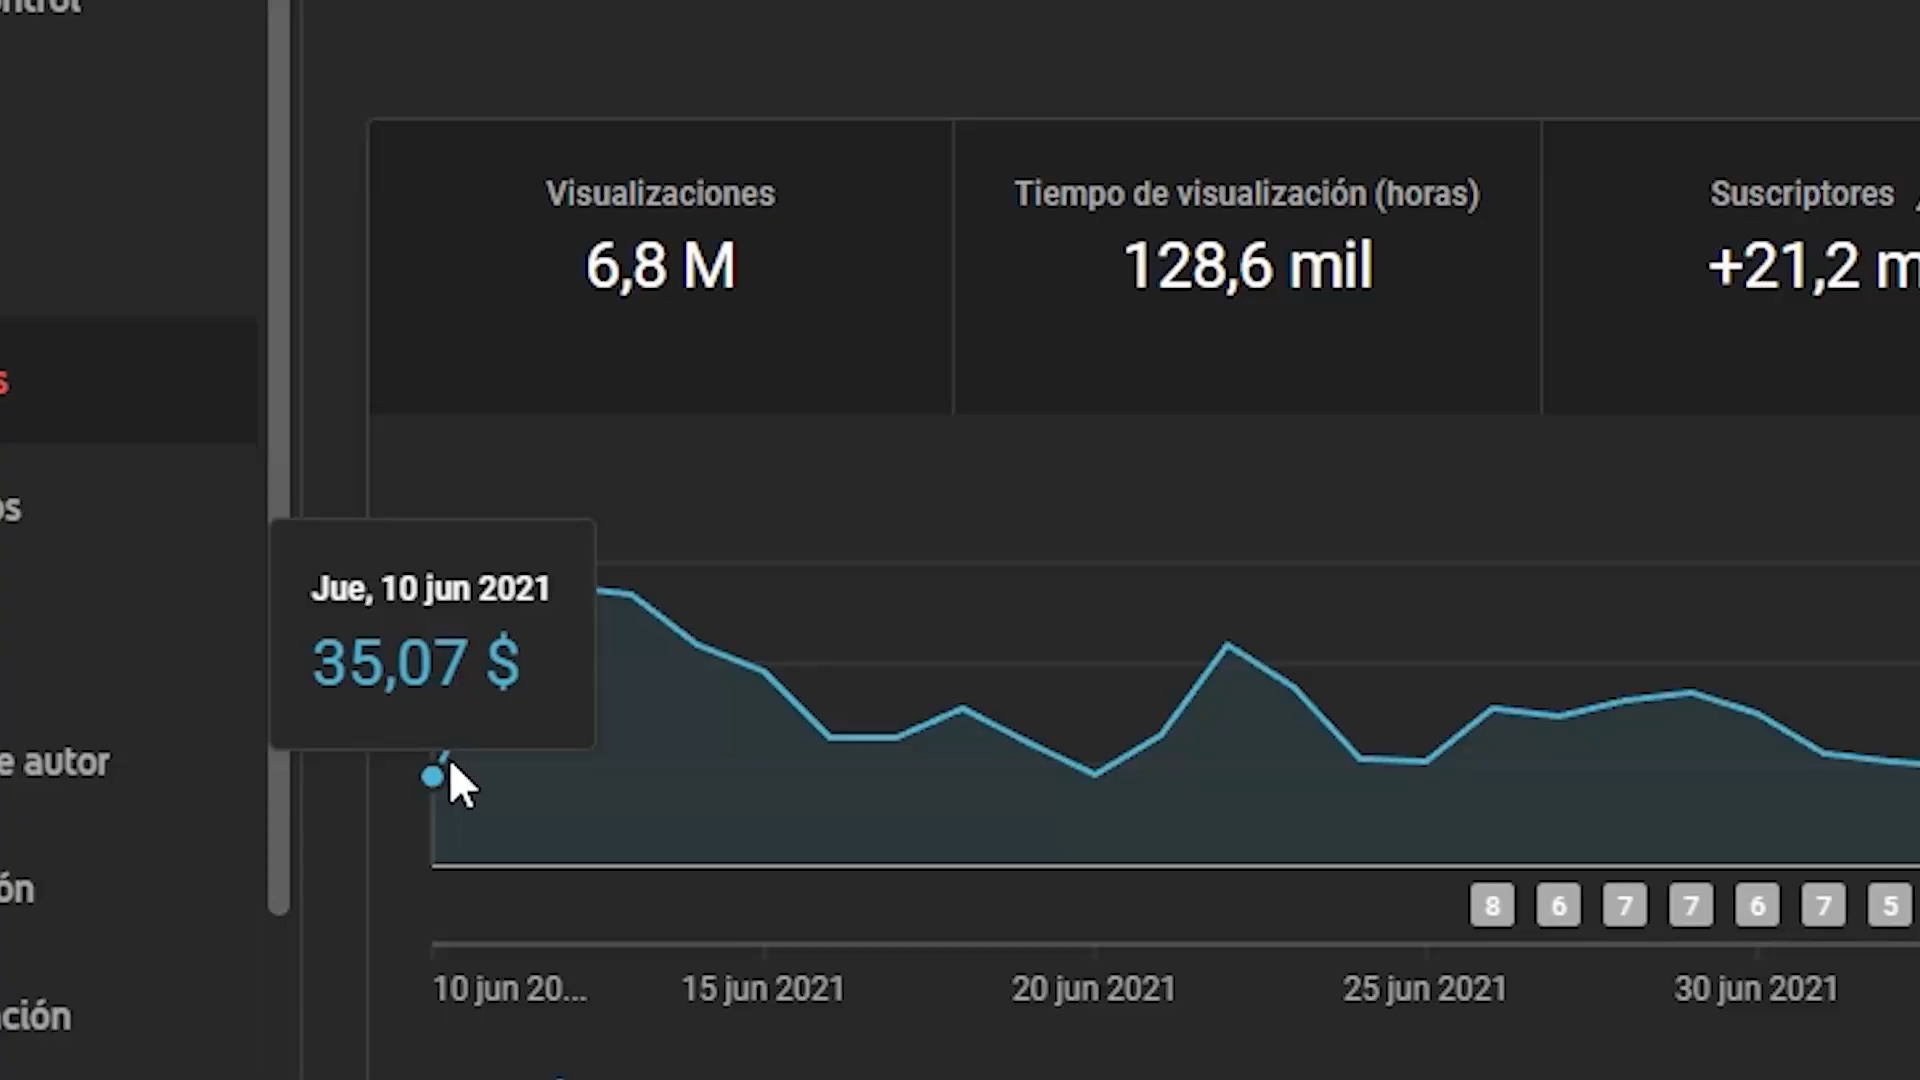 Visualizaciones
6,8 M
Tiempo de visualización (horas)
128,6 mil
Suscriptores
+21,2 m
s
os
Jue, 10 jun 2021
35,07 $
e autor
ón
ción
8 6 7 7 6 7 5
10 jun 20... 15 jun 2021 20 jun 2021 25 jun 2021 30 jun 2021